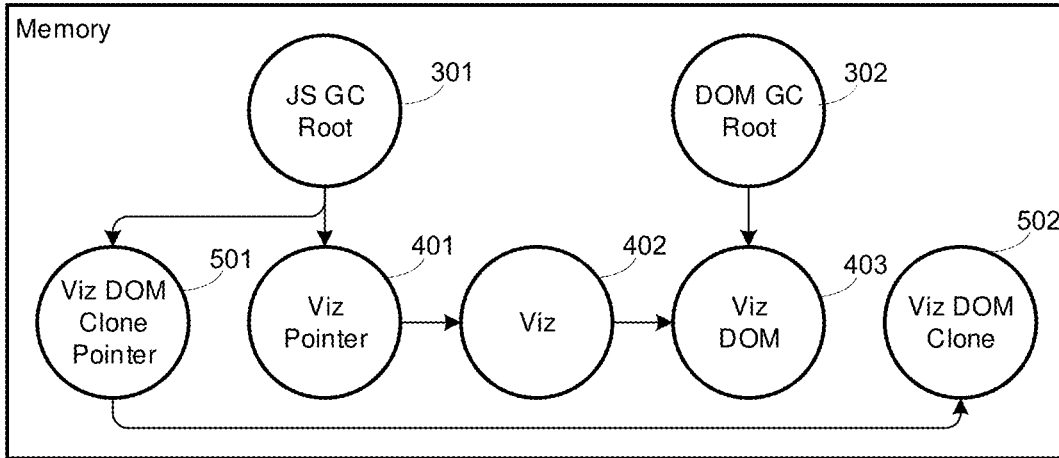 Memory
JS GC
Root
301
DOM GC
Root
302
Viz DOM
Clone
Pointer
501
Viz
Pointer
401
Viz
402
Viz
DOM
403
Viz DOM
Clone
502